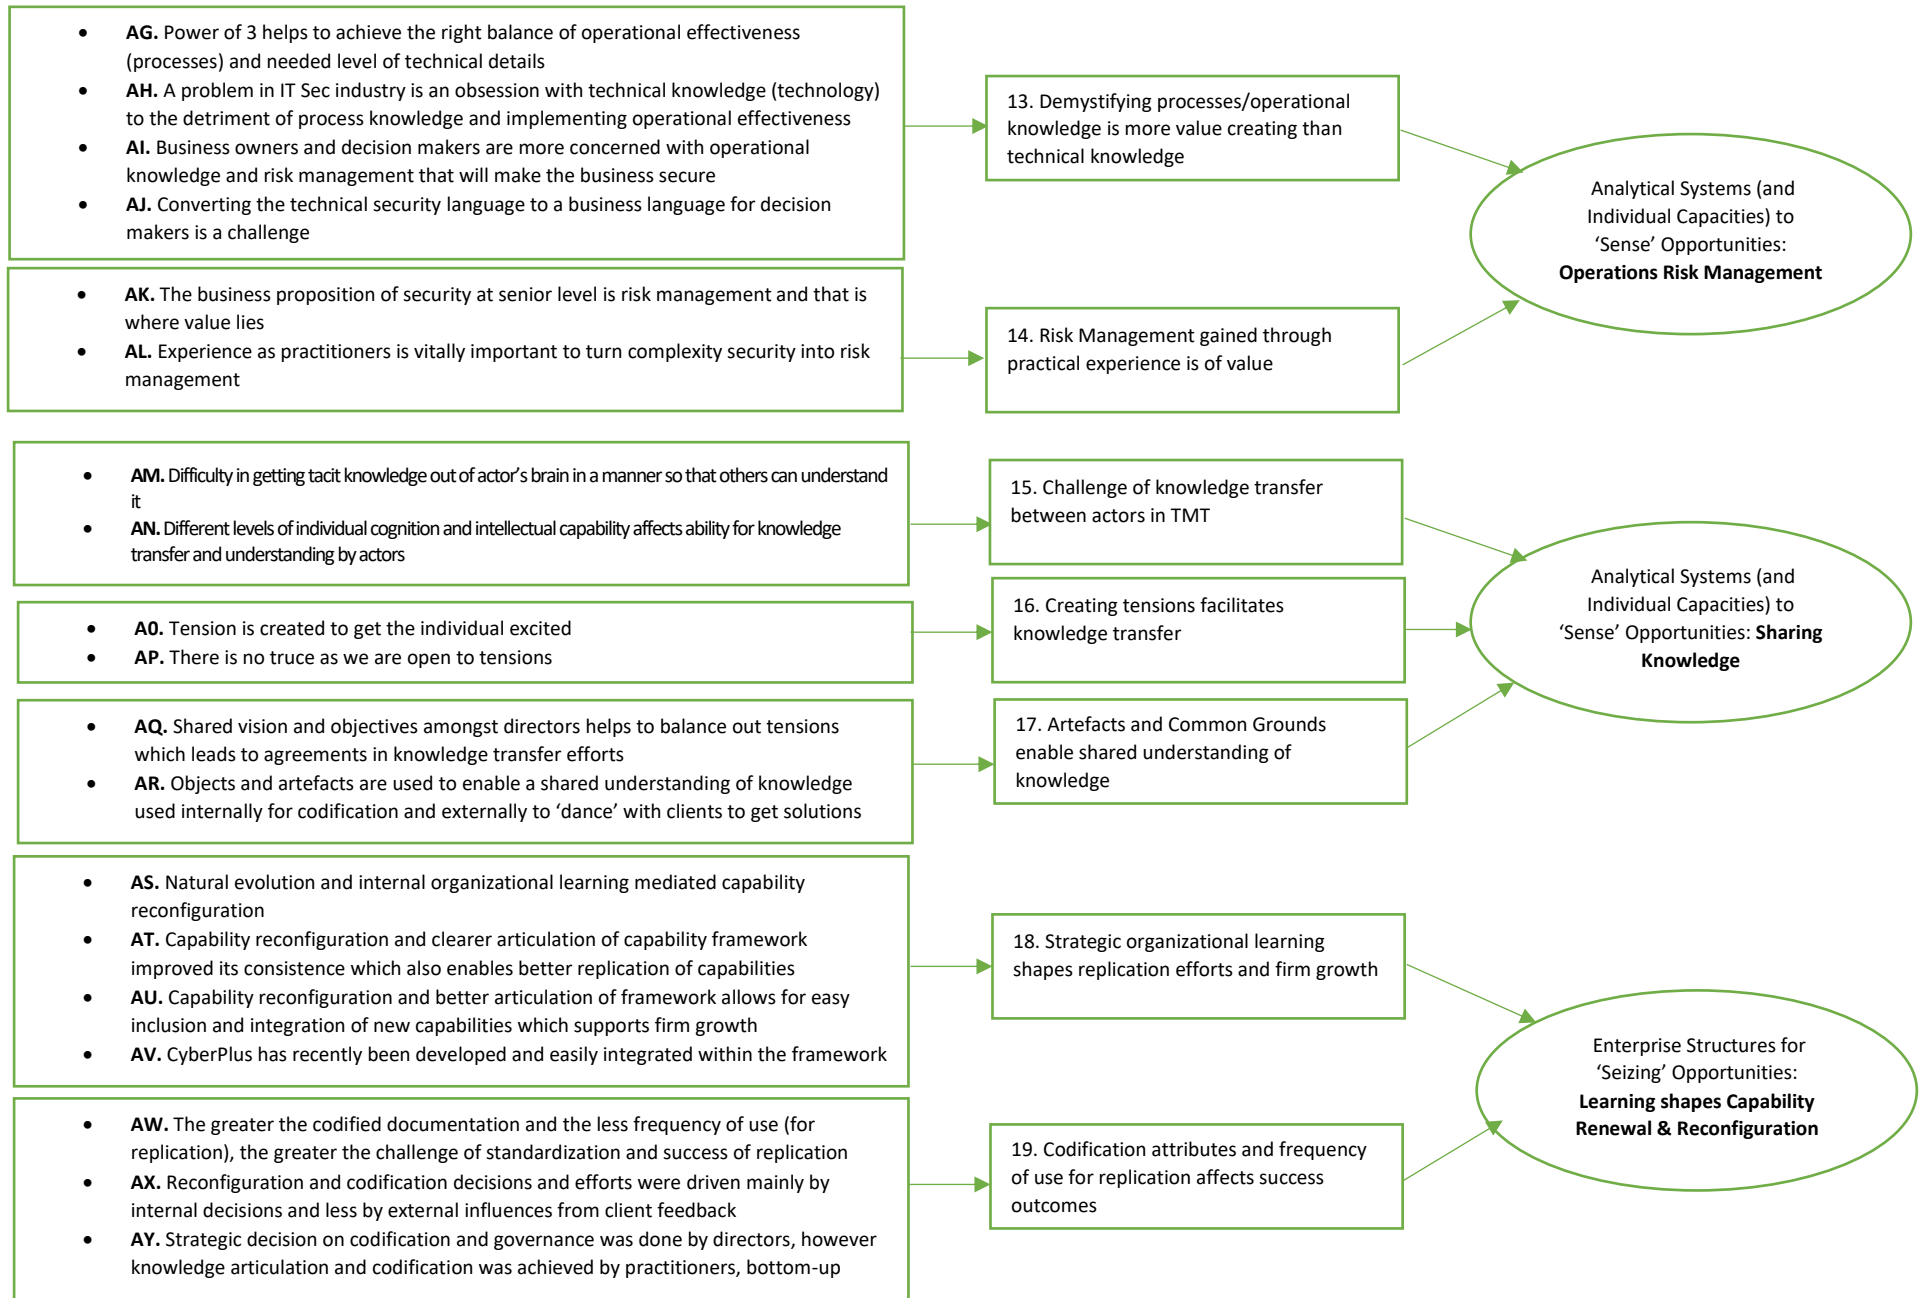 • AG. Power of 3 helps to achieve the right balance of operational effectiveness
(processes) and needed level of technical details
• AH. A problem in IT Sec industry is an obsession with technical knowledge (technology)
to the detriment of process knowledge and implementing operational effectiveness
• AI. Business owners and decision makers are more concerned with operational
knowledge and risk management that will make the business secure
• AJ. Converting the technical security language to a business language for decision
makers is a challenge
13. Demystifying processes/operational
knowledge is more value creating than
technical knowledge
Analytical Systems (and
Individual Capacities) to
‘Sense’ Opportunities:
Operations Risk Management
• AK. The business proposition of security at senior level is risk management and that is
where value lies
• AL. Experience as practitioners is vitally important to turn complexity security into risk
management
14. Risk Management gained through
practical experience is of value
• AM. Difficulty in getting tacit knowledge out of actor’s brain in a manner so that others can understand
it
• AN. Different levels of individual cognition and intellectual capability affects ability for knowledge
transfer and understanding by actors
15. Challenge of knowledge transfer
between actors in TMT
• A0. Tension is created to get the individual excited
• AP. There is no truce as we are open to tensions
16. Creating tensions facilitates
knowledge transfer
Analytical Systems (and
Individual Capacities) to
‘Sense’ Opportunities: Sharing
Knowledge
• AQ. Shared vision and objectives amongst directors helps to balance out tensions
which leads to agreements in knowledge transfer efforts
• AR. Objects and artefacts are used to enable a shared understanding of knowledge
used internally for codification and externally to ‘dance’ with clients to get solutions
17. Artefacts and Common Grounds
enable shared understanding of
knowledge
• AS. Natural evolution and internal organizational learning mediated capability
reconfiguration
• AT. Capability reconfiguration and clearer articulation of capability framework
improved its consistence which also enables better replication of capabilities
• AU. Capability reconfiguration and better articulation of framework allows for easy
inclusion and integration of new capabilities which supports firm growth
• AV. CyberPlus has recently been developed and easily integrated within the framework
18. Strategic organizational learning
shapes replication efforts and firm growth
Enterprise Structures for
‘Seizing’ Opportunities:
Learning shapes Capability
Renewal & Reconfiguration
• AW. The greater the codified documentation and the less frequency of use (for
replication), the greater the challenge of standardization and success of replication
• AX. Reconfiguration and codification decisions and efforts were driven mainly by
internal decisions and less by external influences from client feedback
• AY. Strategic decision on codification and governance was done by directors, however
knowledge articulation and codification was achieved by practitioners, bottom-up
19. Codification attributes and frequency
of use for replication affects success
outcomes